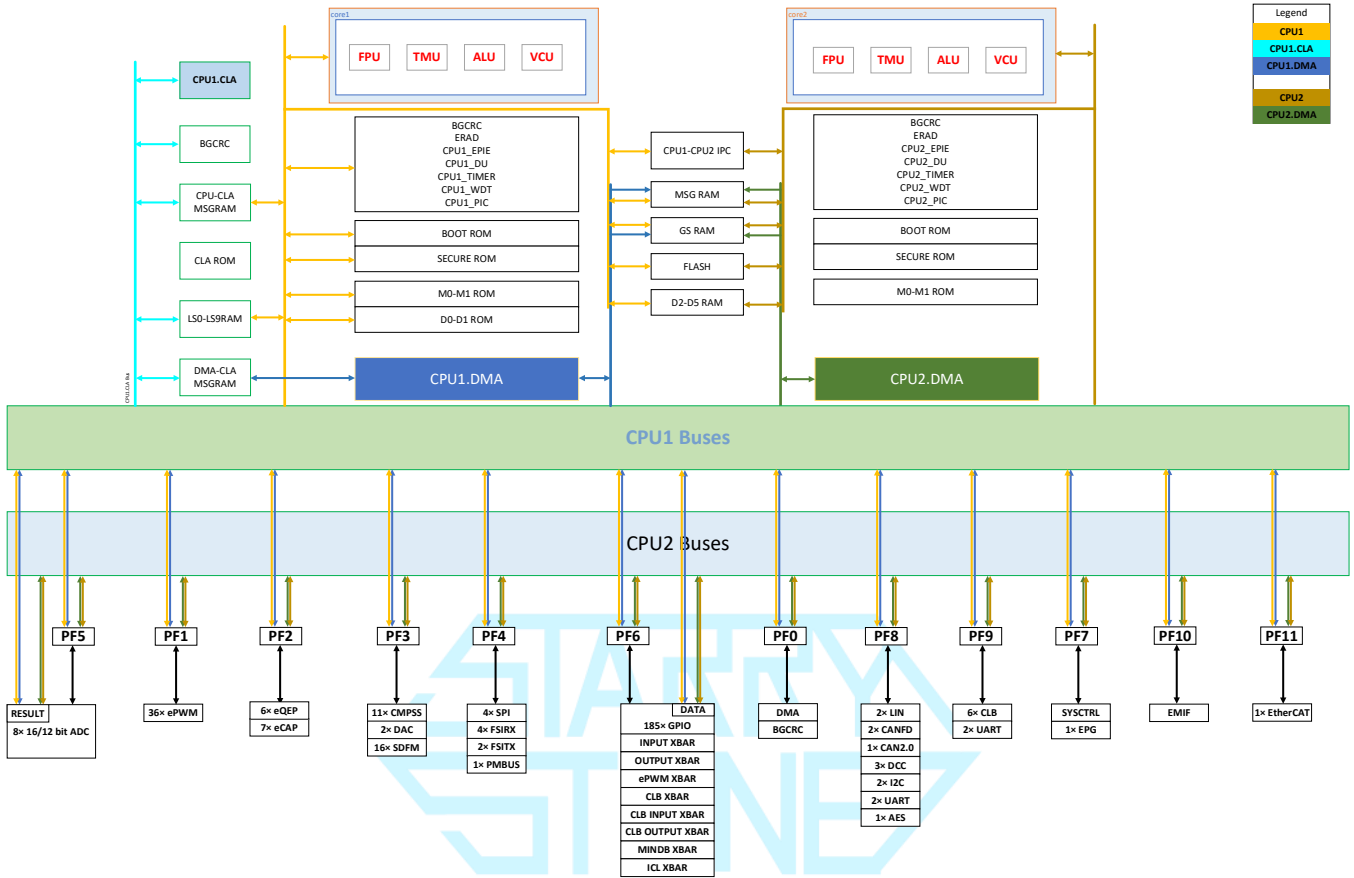 core1
FPU
TMU
ALU
VCU
core2
FPU
TMU
ALU
VCU
Legend
CPU1
CPU1.CLA
CPU1.DMA
CPU2
CPU2.DMA
CPU1.CLA
BGCRC
CPU-CLA
MSGRAM
CLA ROM
LS0-LS9RAM
DMA-CLA
MSGRAM
CPU1.CLA Bus
BGCRC
ERAD
CPU1_EPIE
CPU1_DU
CPU1_TIMER
CPU1_WDT
CPU1_PIC
BOOT ROM
SECURE ROM
M0-M1 ROM
D0-D1 ROM
CPU1.DMA
CPU1-CPU2 IPC
MSG RAM
GS RAM
FLASH
D2-D5 RAM
BGCRC
ERAD
CPU2_EPIE
CPU2_DU
CPU2_TIMER
CPU2_WDT
CPU2_PIC
BOOT ROM
SECURE ROM
M0-M1 ROM
CPU2.DMA
CPU1 Buses
CPU2 Buses
PF5
PF1
PF2
PF3
PF4
PF6
PF0
PF8
PF9
PF7
PF10
PF11
RESULT
8× 16/12 bit ADC
36× ePWM
6× eQEP
7× eCAP
11× CMPSS
2× DAC
16× SDFM
4× SPI
4× FSIRX
2× FSITX
1× PMBUS
DATA
185× GPIO
INPUT XBAR
OUTPUT XBAR
ePWM XBAR
CLB XBAR
CLB INPUT XBAR
CLB OUTPUT XBAR
MINDB XBAR
ICL XBAR
DMA
BGCRC
2× LIN
2× CANFD
1× CAN2.0
3× DCC
2× I2C
2× UART
1× AES
6× CLB
2× UART
SYSCTRL
1× EPG
EMIF
1× EtherCAT
STARRY
STONE